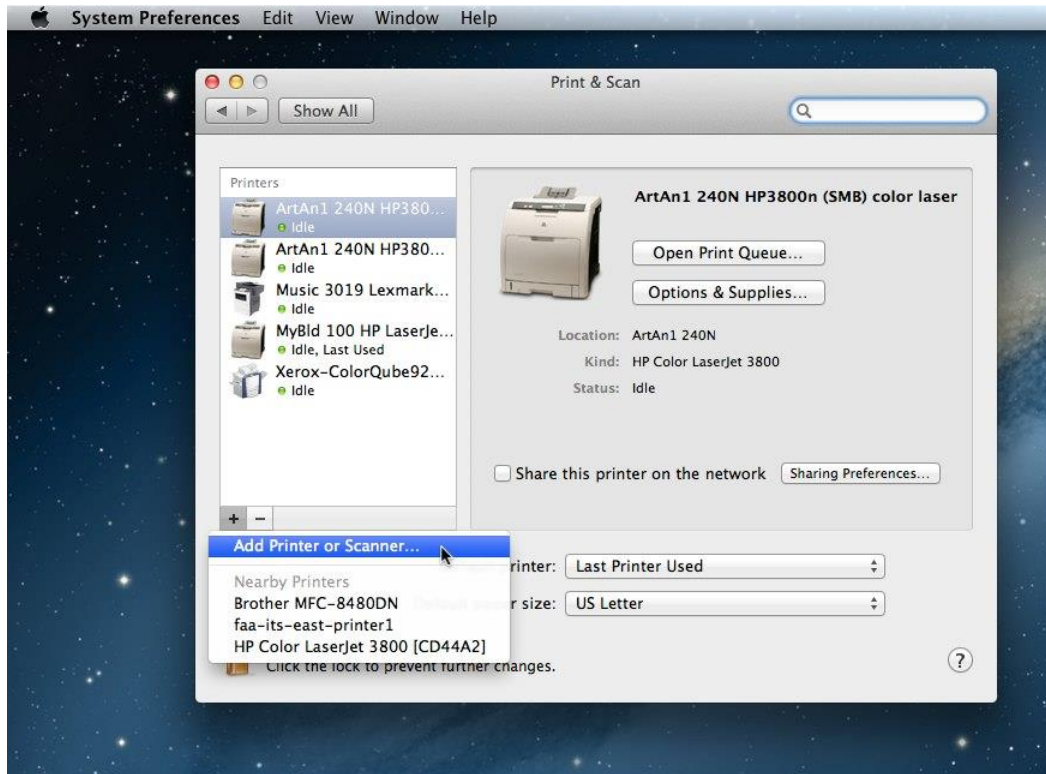 System Preferences Edit View Window Help
Print & Scan
Show All
Printers
ArtAn1 240N HP380...
Idle
ArtAn1 240N HP380...
Idle
Music 3019 Lexmark...
Idle
MyBld 100 HP LaserJe...
Idle, Last Used
Xerox-ColorQube92...
Idle
ArtAn1 240N HP3800n (SMB) color laser
Open Print Queue...
Options & Supplies...
Location: ArtAn1 240N
Kind: HP Color LaserJet 3800
Status: Idle
Share this printer on the network Sharing Preferences...
+ −
Add Printer or Scanner...
Nearby Printers
Brother MFC-8480DN
faa-its-east-printer1
HP Color LaserJet 3800 [CD44A2]
printer: Last Printer Used
size: US Letter
Click the lock to prevent further changes.
?